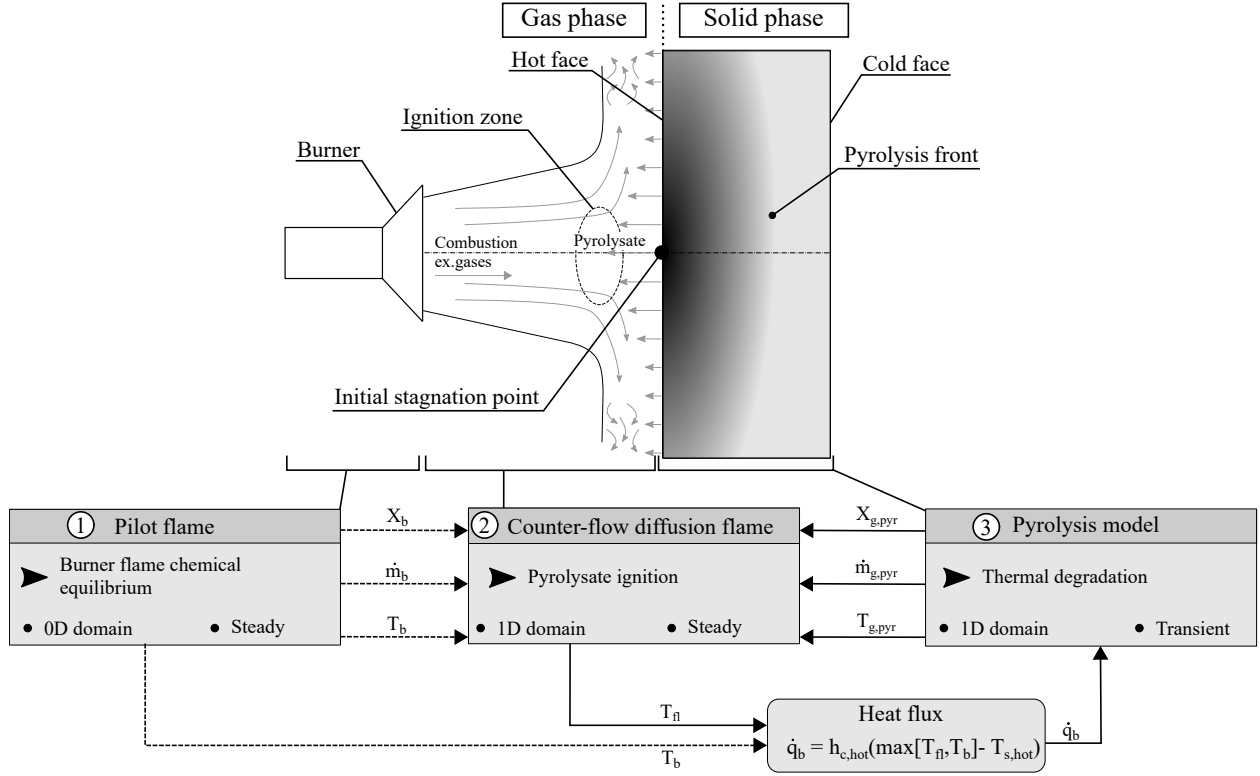 Gas phase
Solid phase
Hot face
Cold face
Ignition zone
Burner
Pyrolysis front
Combustion
ex.gases
Pyrolysate
Initial stagnation point
1 Pilot flame
Burner flame chemical
equilibrium
• 0D domain • Steady
X_b
ṁ_b
T_b
2 Counter-flow diffusion flame
Pyrolysate ignition
• 1D domain • Steady
X_g,pyr
ṁ_g,pyr
T_g,pyr
3 Pyrolysis model
Thermal degradation
• 1D domain • Transient
T_fl
T_b
Heat flux
q̇_b = h_c,hot(max[T_fl,T_b]- T_s,hot)
q̇_b